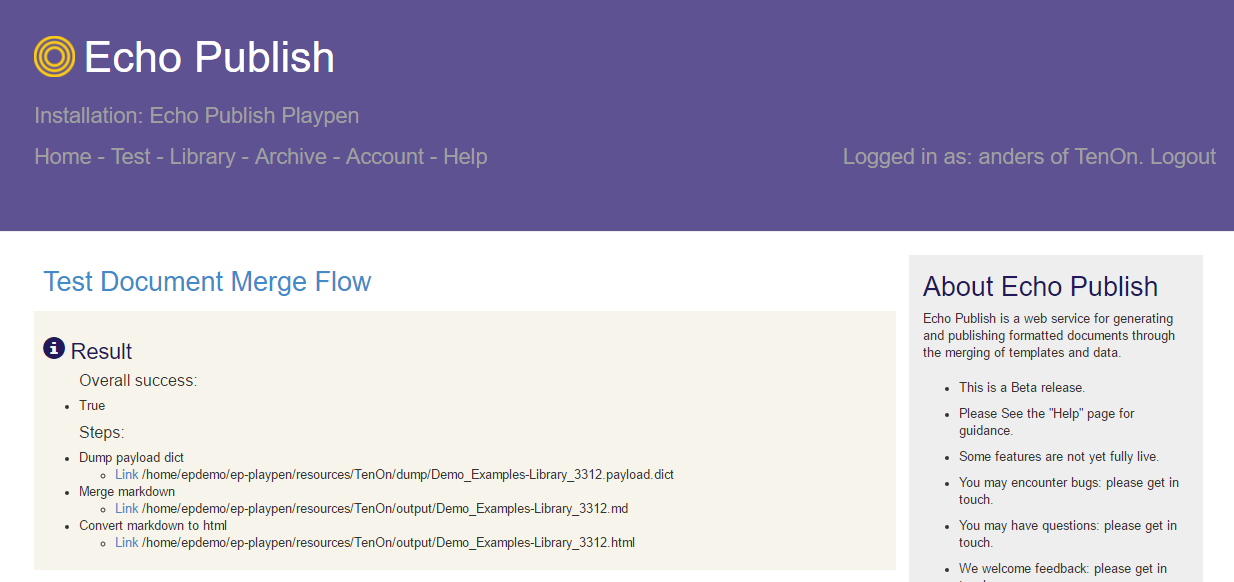 Echo Publish
Installation: Echo Publish Playpen
Home - Test - Library - Archive - Account - Help
Logged in as: anders of TenOn. Logout
Test Document Merge Flow
Result
Overall success:
True
Steps:
Dump payload dict
Link /home/epdemo/ep-playpen/resources/TenOn/dump/Demo_Examples-Library_3312.payload.dict
Merge markdown
Link /home/epdemo/ep-playpen/resources/TenOn/output/Demo_Examples-Library_3312.md
Convert markdown to html
Link /home/epdemo/ep-playpen/resources/TenOn/output/Demo_Examples-Library_3312.html
About Echo Publish
Echo Publish is a web service for generating
and publishing formatted documents through
the merging of templates and data.
This is a Beta release.
Please See the "Help" page for
guidance.
Some features are not yet fully live.
You may encounter bugs: please get in
touch.
You may have questions: please get in
touch.
We welcome feedback: please get in